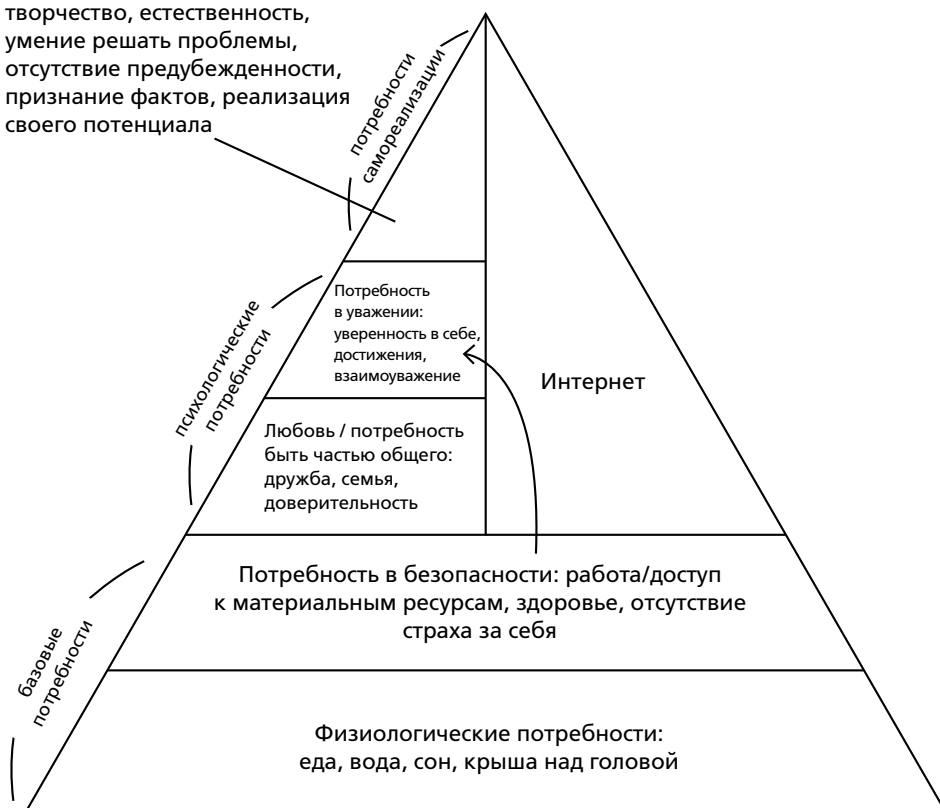 творчество, естественность,
умение решать проблемы,
отсутствие предубежденности,
признание фактов, реализация
своего потенциала
потребности
самореализации
психологические
потребности
Потребность
в уважении:
уверенность в себе,
достижения,
взаимоуважение
Интернет
Любовь / потребность
быть частью общего:
дружба, семья,
доверительность
базовые
потребности
Потребность в безопасности: работа/доступ
к материальным ресурсам, здоровье, отсутствие
страха за себя
Физиологические потребности:
еда, вода, сон, крыша над головой